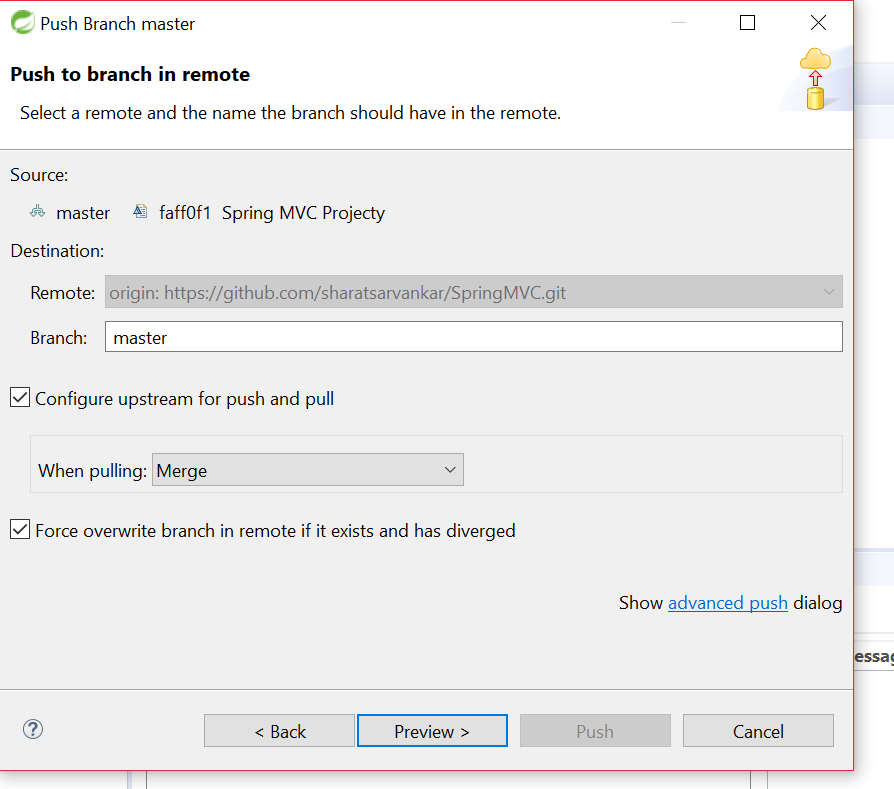 Push Branch master
Push to branch in remote
Select a remote and the name the branch should have in the remote.
Source:
master faff0f1 Spring MVC Projecty
Destination:
Remote: origin: https://github.com/sharatsarvankar/SpringMVC.git
Branch: master
Configure upstream for push and pull
When pulling: Merge
Force overwrite branch in remote if it exists and has diverged
Show advanced push dialog
essag
? < Back Preview > Push Cancel